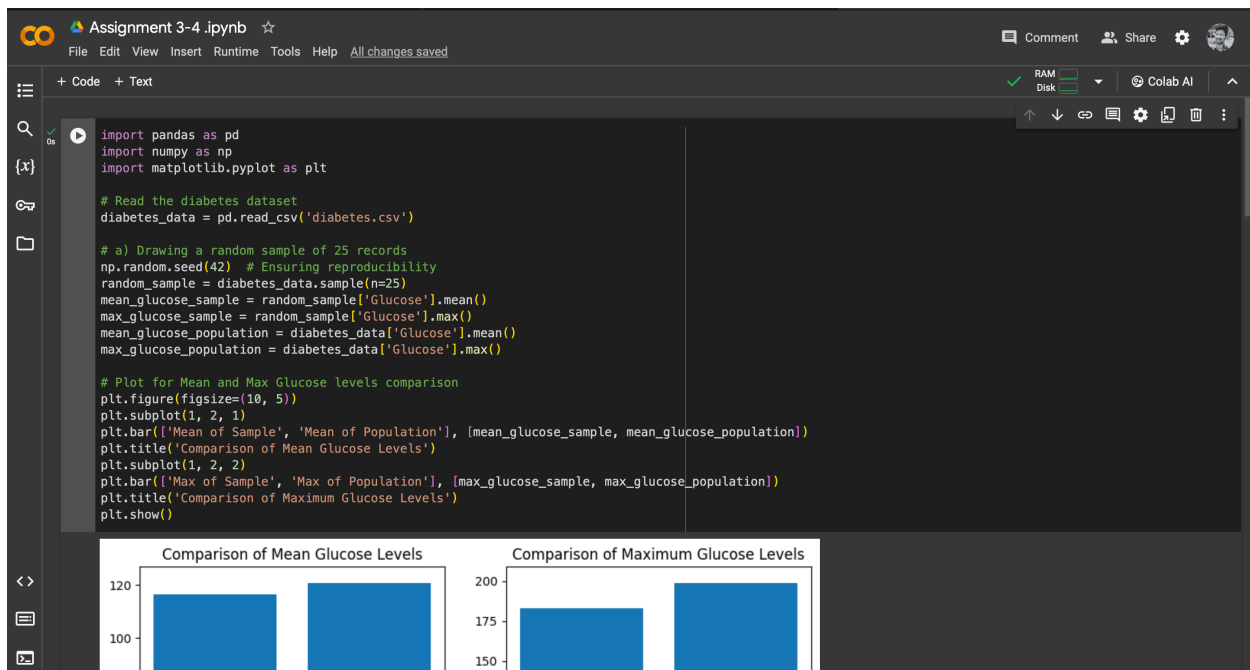 Assignment 3-4 .ipynb
File Edit View Insert Runtime Tools Help All changes saved
Comment Share
+ Code + Text
RAM
Disk
Colab AI
0s
{x}
import pandas as pd
import numpy as np
import matplotlib.pyplot as plt
# Read the diabetes dataset
diabetes_data = pd.read_csv('diabetes.csv')
# a) Drawing a random sample of 25 records
np.random.seed(42)  # Ensuring reproducibility
random_sample = diabetes_data.sample(n=25)
mean_glucose_sample = random_sample['Glucose'].mean()
max_glucose_sample = random_sample['Glucose'].max()
mean_glucose_population = diabetes_data['Glucose'].mean()
max_glucose_population = diabetes_data['Glucose'].max()
# Plot for Mean and Max Glucose levels comparison
plt.figure(figsize=(10, 5))
plt.subplot(1, 2, 1)
plt.bar(['Mean of Sample', 'Mean of Population'], [mean_glucose_sample, mean_glucose_population])
plt.title('Comparison of Mean Glucose Levels')
plt.subplot(1, 2, 2)
plt.bar(['Max of Sample', 'Max of Population'], [max_glucose_sample, max_glucose_population])
plt.title('Comparison of Maximum Glucose Levels')
plt.show()
Comparison of Mean Glucose Levels
120
100
Comparison of Maximum Glucose Levels
200
175
150